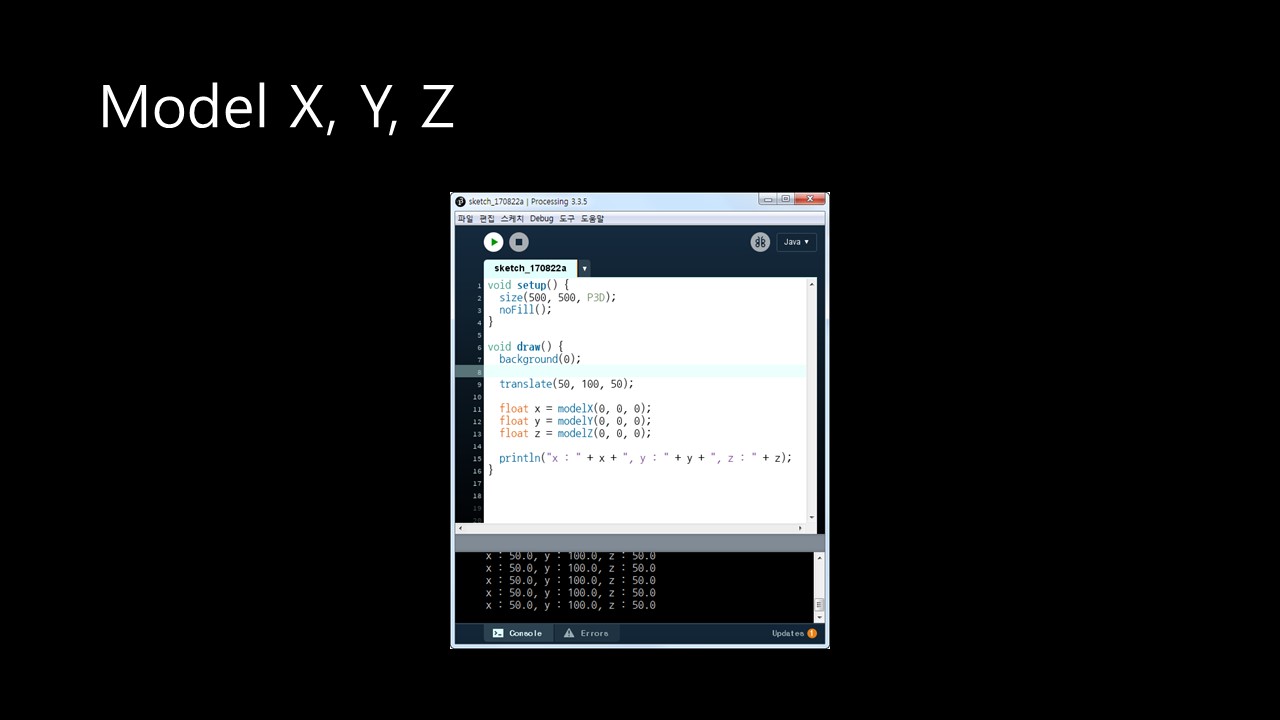 Model X, Y, Z
sketch_170822a | Processing 3.3.5
파일 편집 스케치 Debug 도구 도움말
Java ▾
sketch_170822a ▾
1 void setup() {
2 size(500, 500, P3D);
3 noFill();
4 }
5
6 void draw() {
7 background(0);
8
9 translate(50, 100, 50);
10
11 float x = modelX(0, 0, 0);
12 float y = modelY(0, 0, 0);
13 float z = modelZ(0, 0, 0);
14
15 println("x : " + x + ", y : " + y + ", z : " + z);
16 }
17
18
19
x : 50.0, y : 100.0, z : 50.0
x : 50.0, y : 100.0, z : 50.0
x : 50.0, y : 100.0, z : 50.0
x : 50.0, y : 100.0, z : 50.0
x : 50.0, y : 100.0, z : 50.0
Console Errors Updates 1